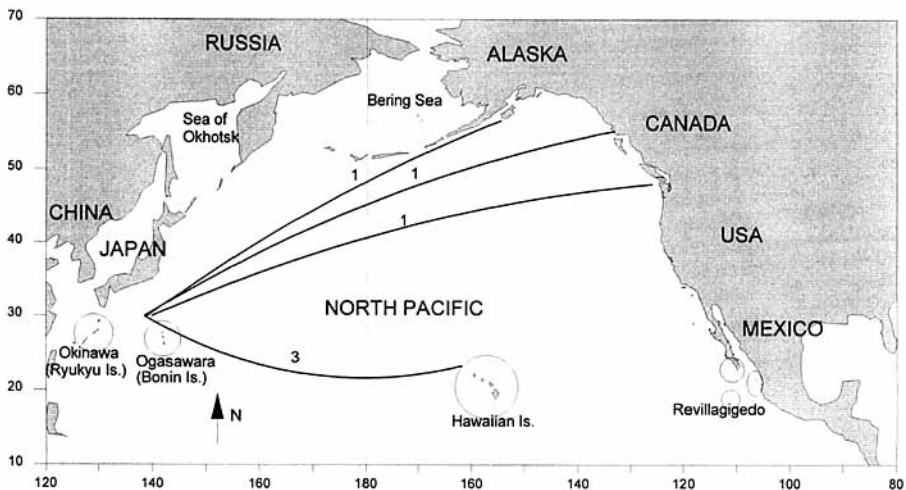 70
RUSSIA
ALASKA
60
Bering Sea
Sea of
Okhotsk
CANADA
50
1
1
CHINA
1
40
JAPAN
USA
30
NORTH PACIFIC
MEXICO
Okinawa
(Ryukyu Is.)
Ogasawara
(Bonin Is.)
3
20
N
Hawaiian Is.
Revillagigedo
10
120 140 160 180 160 140 120 100 80